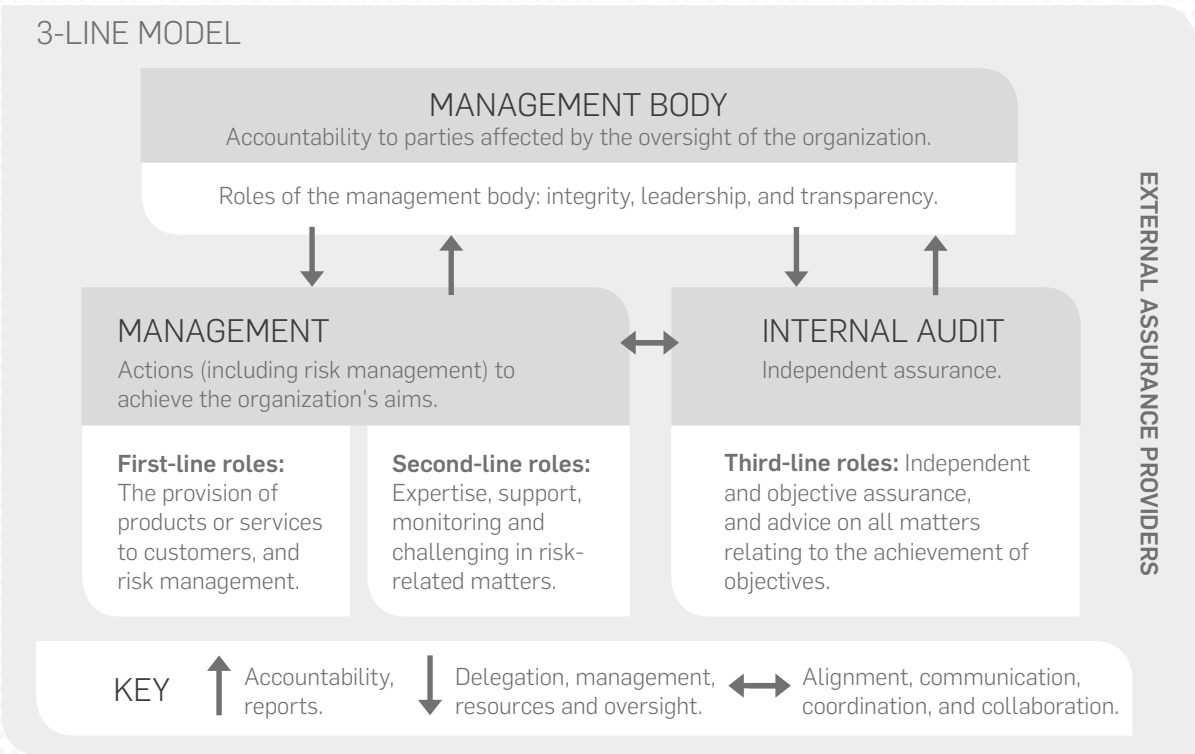 3-LINE MODEL
MANAGEMENT BODY
Accountability to parties affected by the oversight of the organization.
Roles of the management body: integrity, leadership, and transparency.
MANAGEMENT
Actions (including risk management) to
achieve the organization's aims.
First-line roles:
The provision of
products or services
to customers, and
risk management.
Second-line roles:
Expertise, support,
monitoring and
challenging in risk-
related matters.
INTERNAL AUDIT
Independent assurance.
Third-line roles: Independent
and objective assurance,
and advice on all matters
relating to the achievement of
objectives.
EXTERNAL ASSURANCE PROVIDERS
KEY
Accountability,
reports.
Delegation, management,
resources and oversight.
Alignment, communication,
coordination, and collaboration.